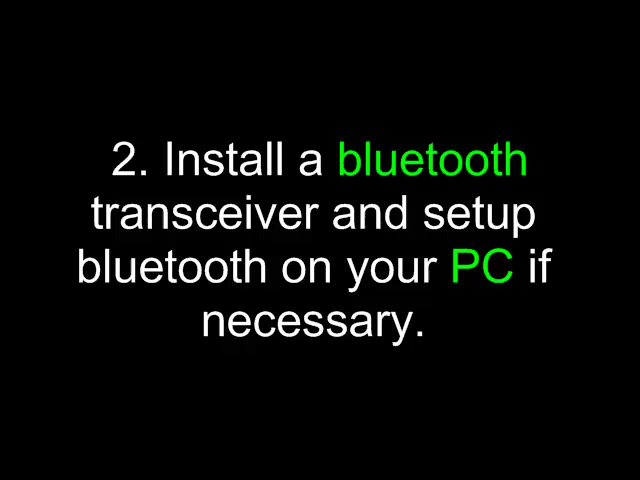 2. Install a bluetooth
transceiver and setup
bluetooth on your PC if
necessary.